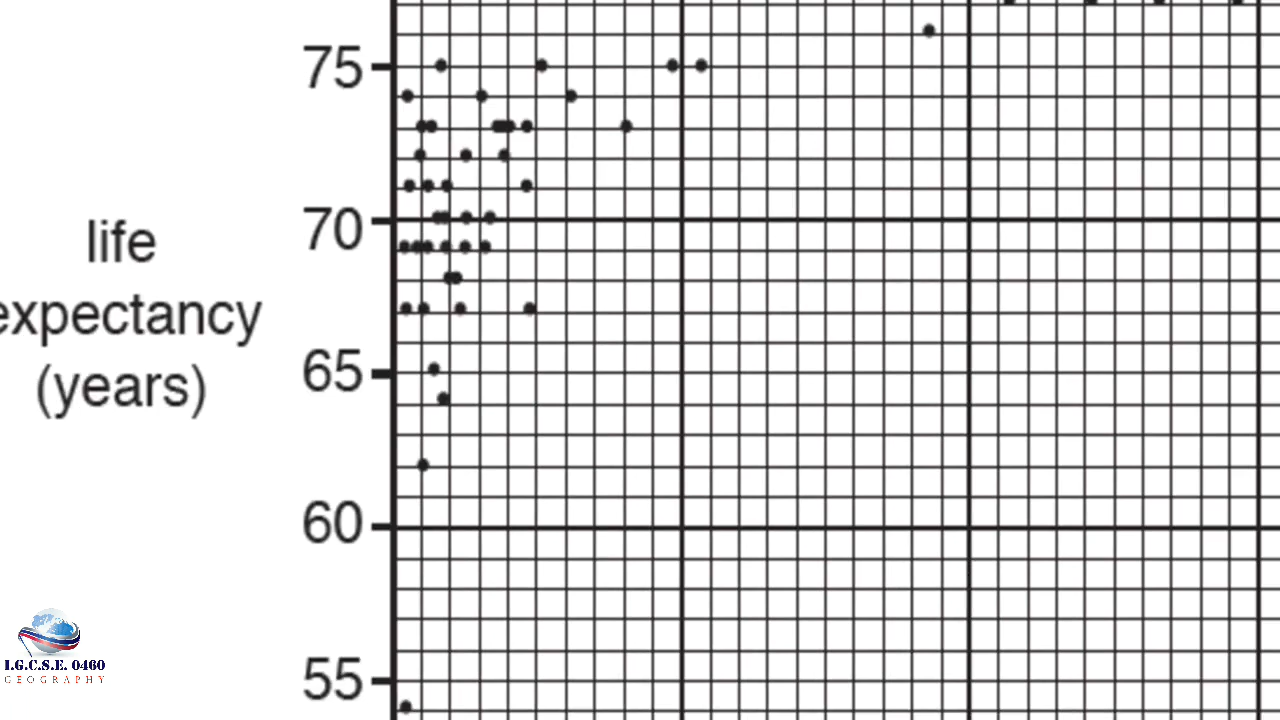 75
70
life
expectancy
(years)
65
60
55
I.G.C.S.E. 0460
GEOGRAPHY